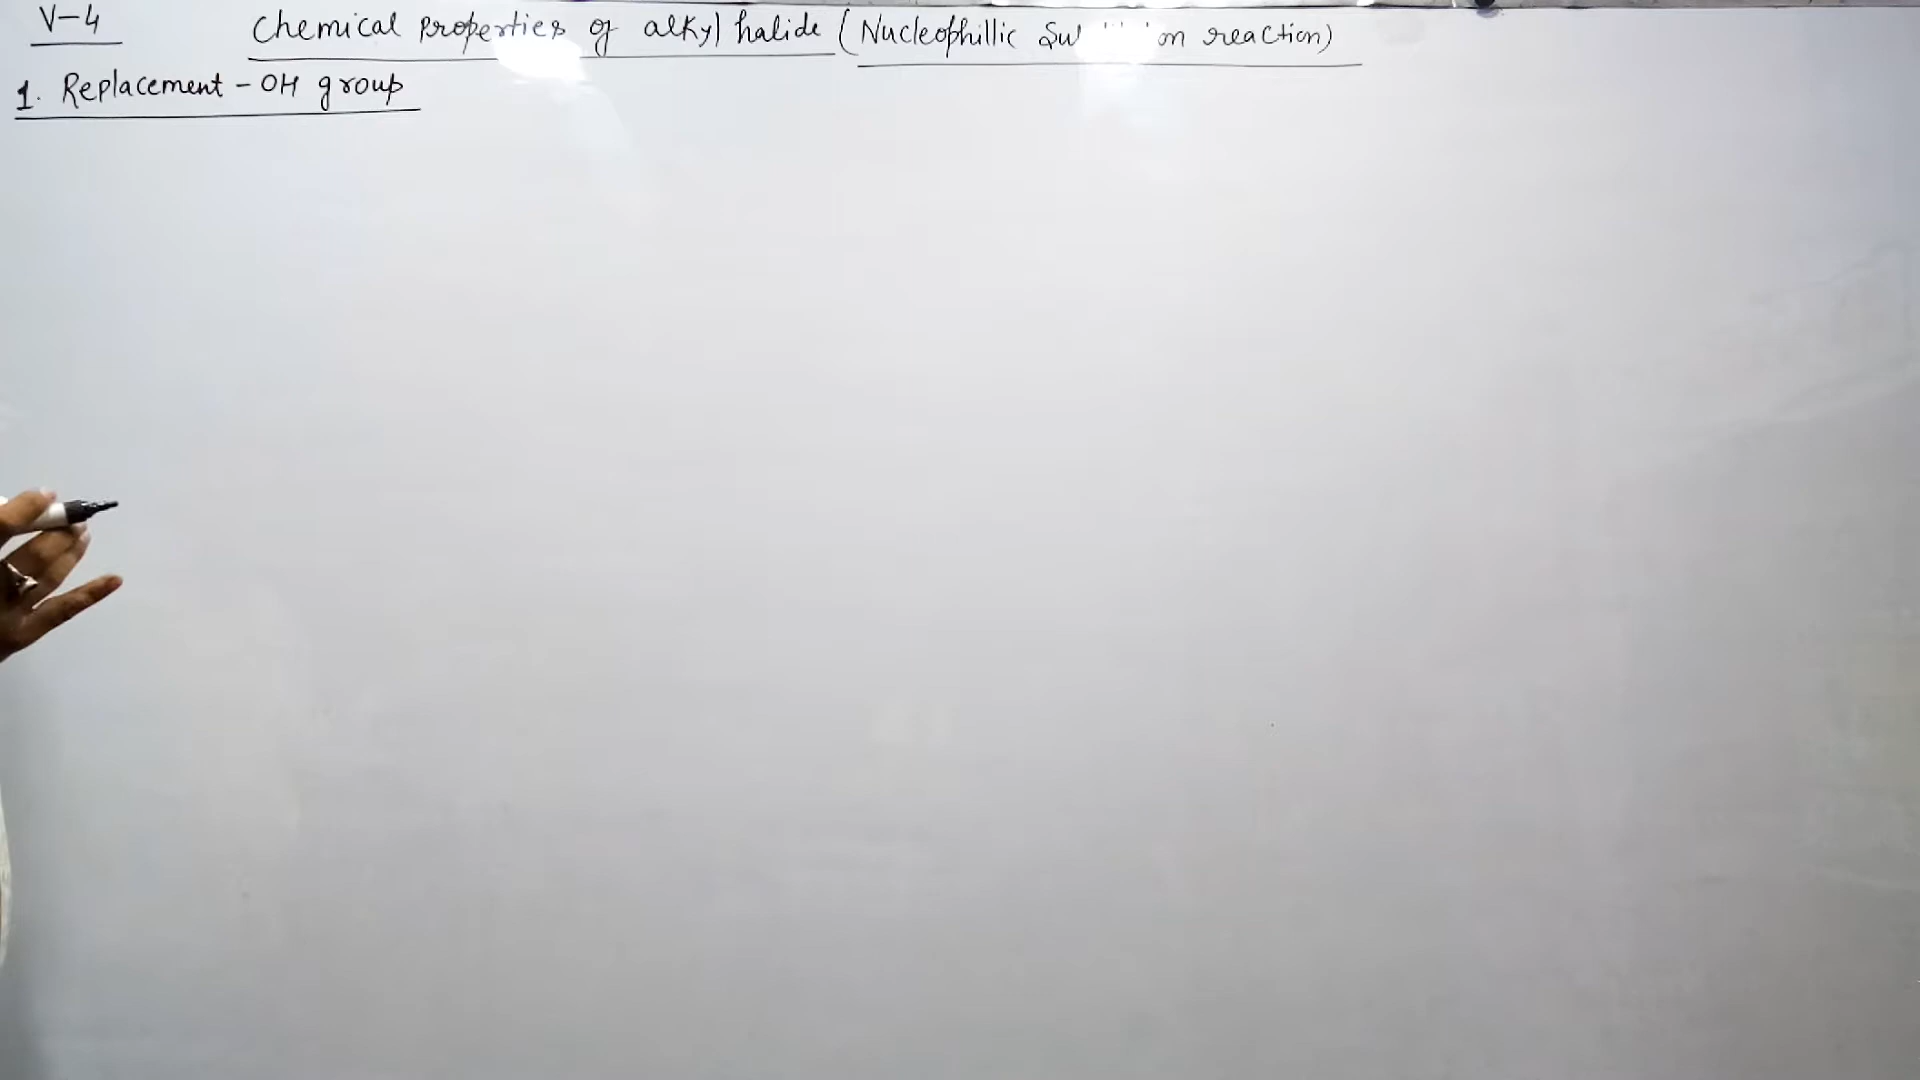 V-4 Chemical properties of alkyl halide (Nucleophillic reaction)
1. Replacement - OH group